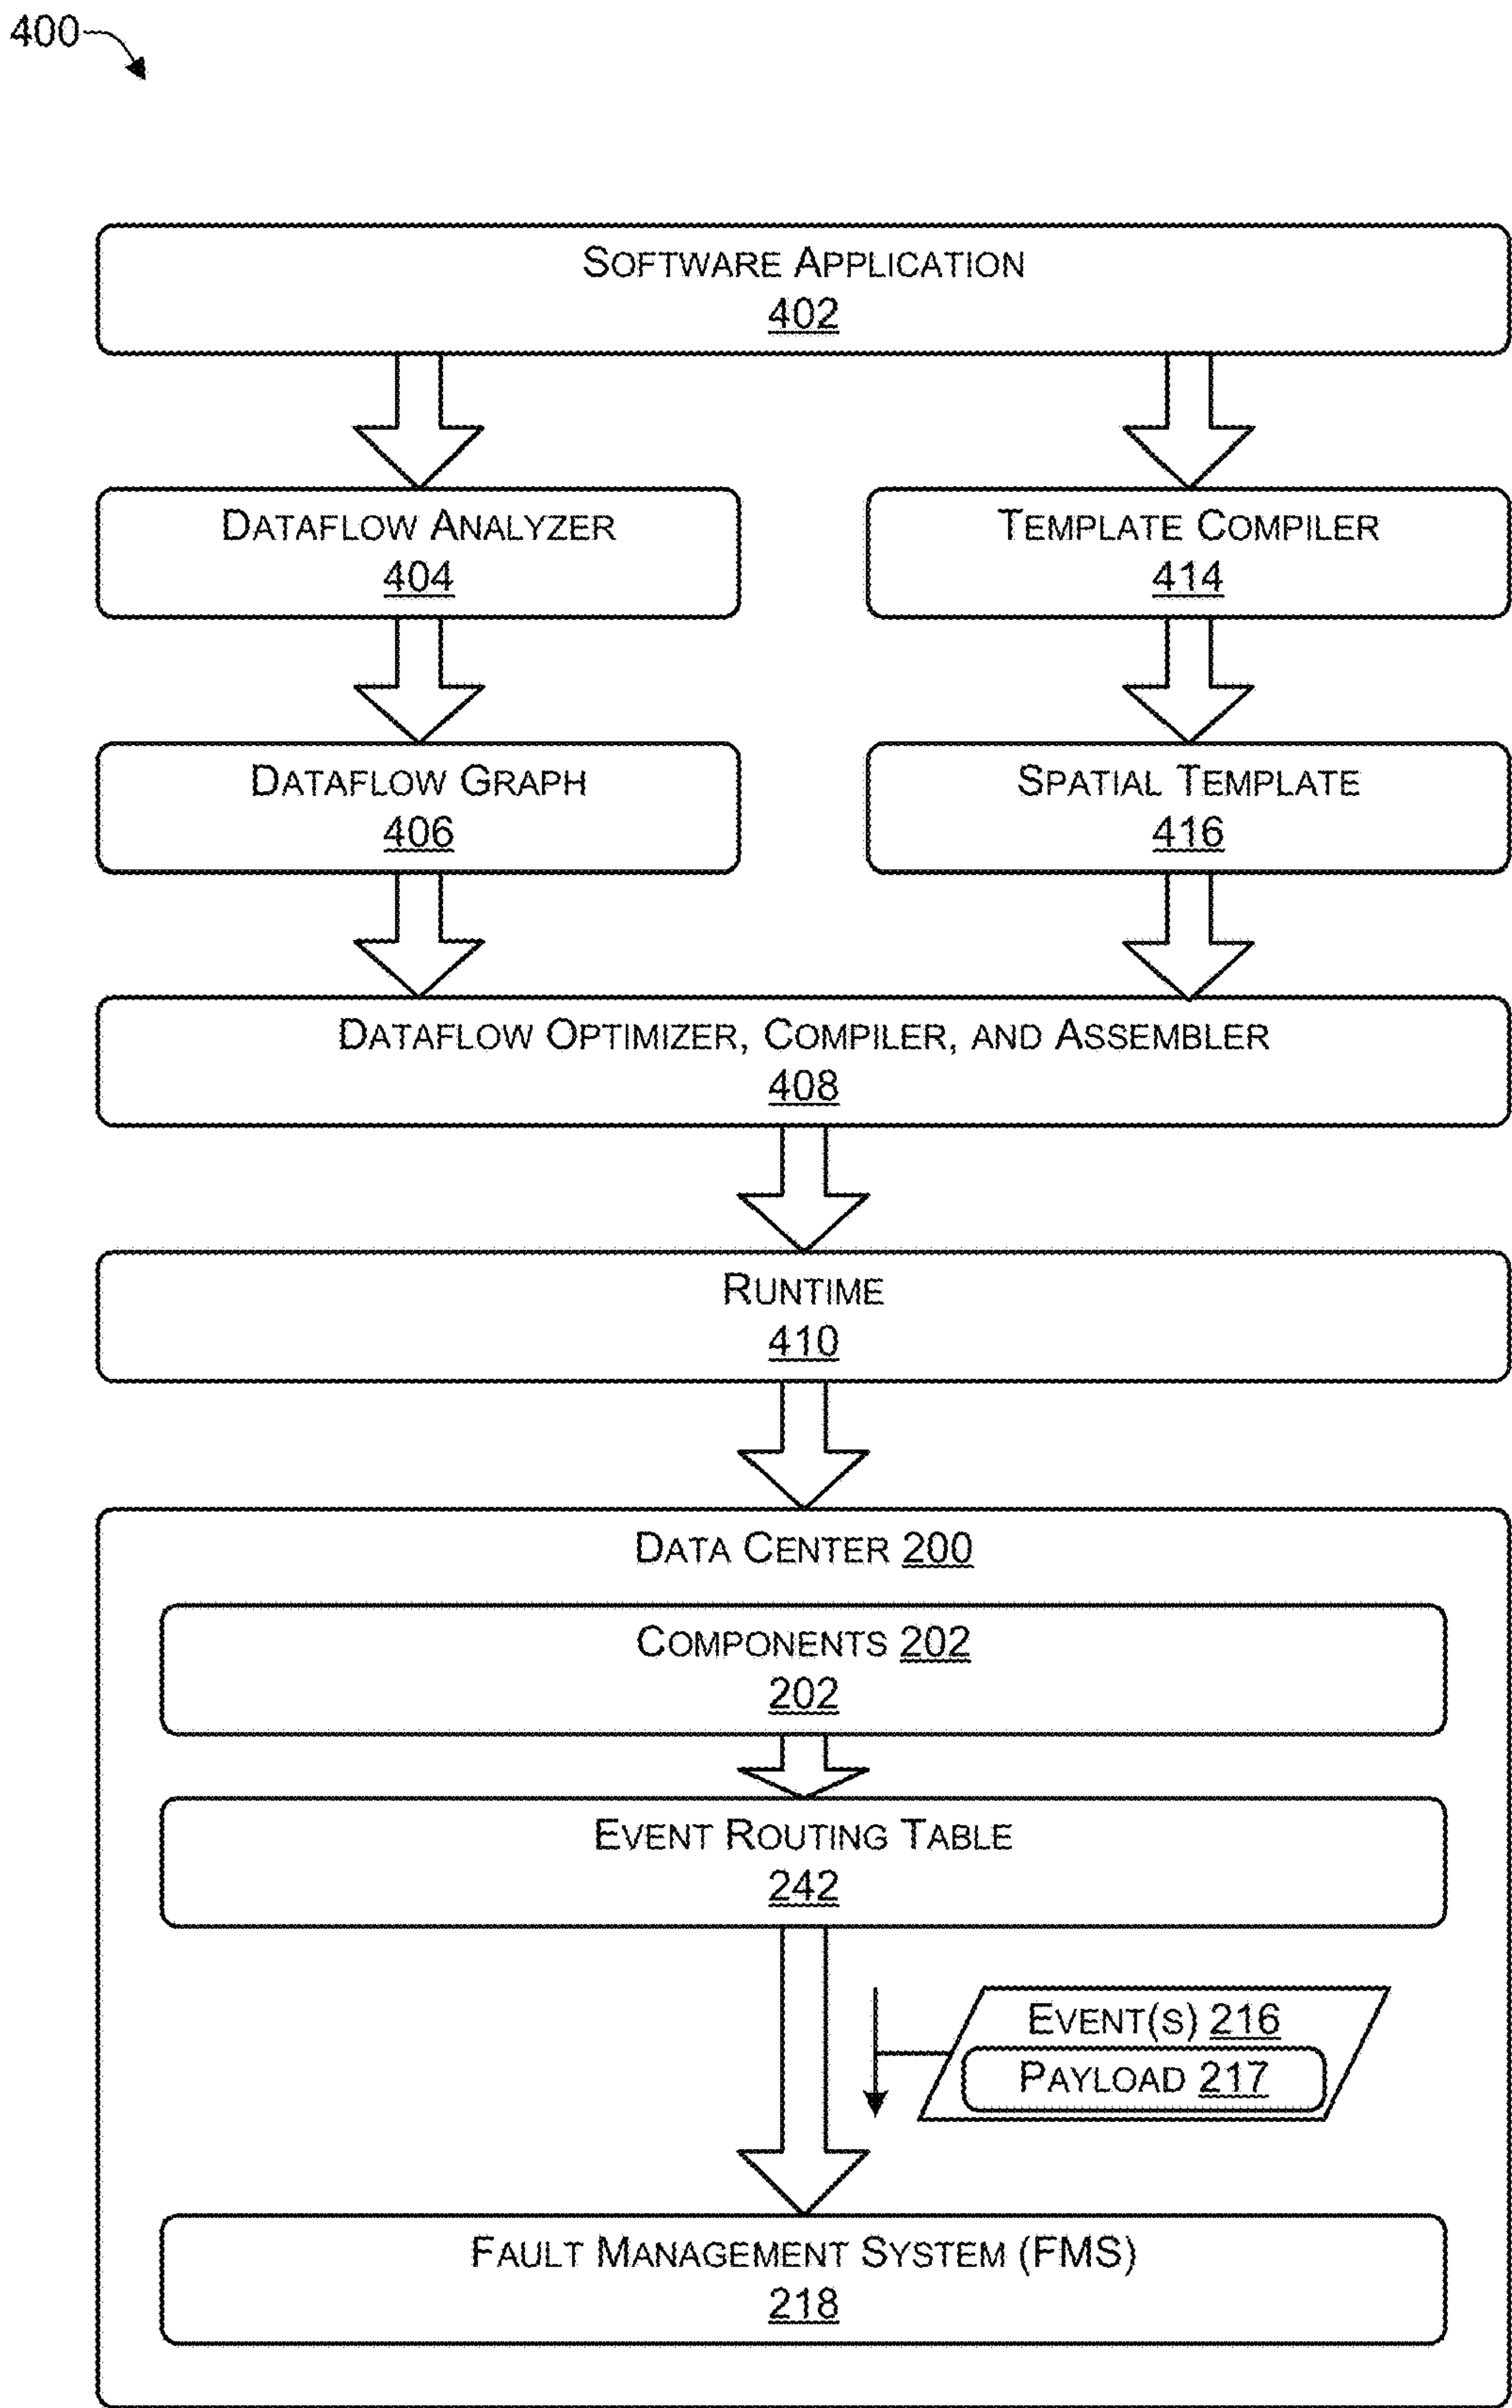 400
SOFTWARE APPLICATION
402
DATAFLOW ANALYZER
404
TEMPLATE COMPILER
414
DATAFLOW GRAPH
406
SPATIAL TEMPLATE
416
DATAFLOW OPTIMIZER, COMPILER, AND ASSEMBLER
408
RUNTIME
410
DATA CENTER 200
COMPONENTS 202
202
EVENT ROUTING TABLE
242
EVENT(S) 216
PAYLOAD 217
FAULT MANAGEMENT SYSTEM (FMS)
218